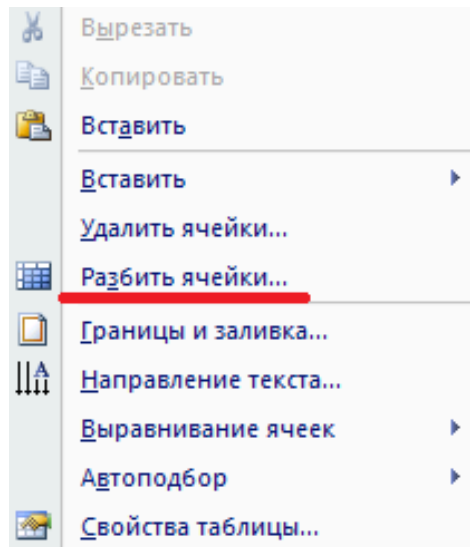 Вырезать
Копировать
Вставить
Вставить
Удалить ячейки...
Разбить ячейки...
Границы и заливка...
Направление текста...
Выравнивание ячеек
Автоподбор
Свойства таблицы...